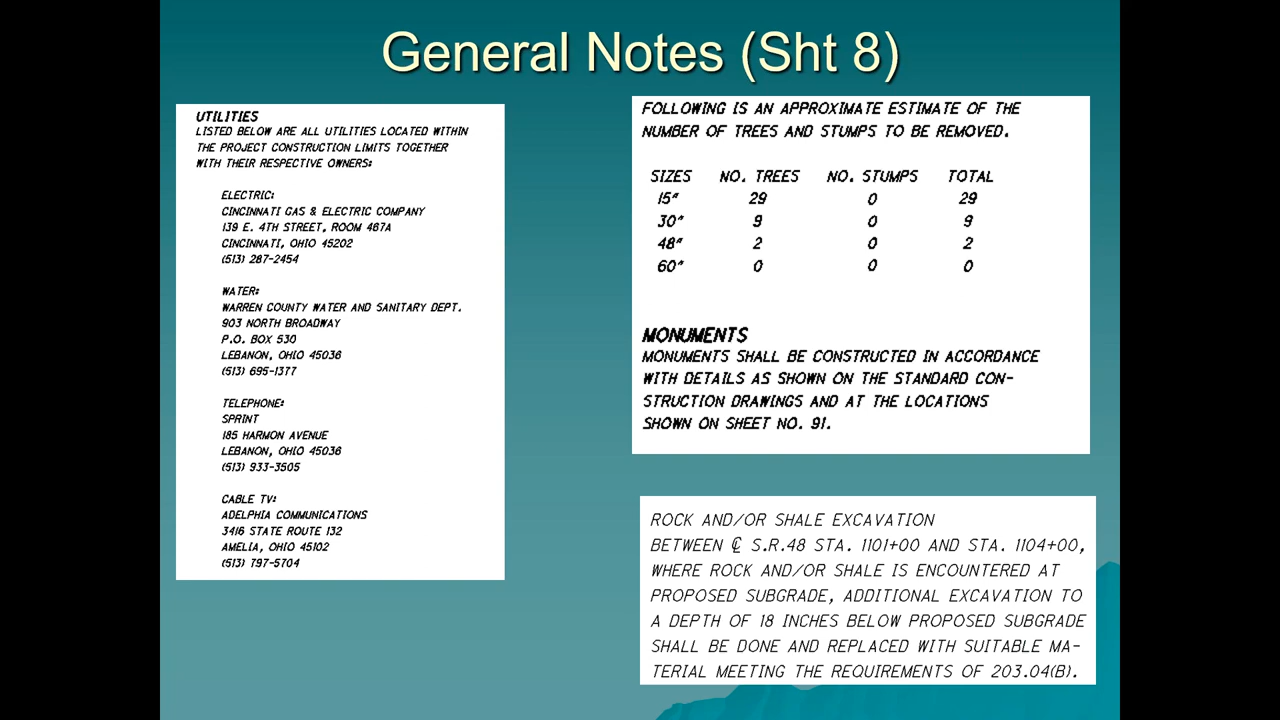 General Notes (Sht 8)
UTILITIES
LISTED BELOW ARE ALL UTILITIES LOCATED WITHIN
THE PROJECT CONSTRUCTION LIMITS TOGETHER
WITH THEIR RESPECTIVE OWNERS:
ELECTRIC:
CINCINNATI GAS & ELECTRIC COMPANY
139 E. 4TH STREET, ROOM 467A
CINCINNATI, OHIO 45202
(513) 287-2454
WATER:
WARREN COUNTY WATER AND SANITARY DEPT.
903 NORTH BROADWAY
P.O. BOX 530
LEBANON, OHIO 45036
(513) 695-1377
TELEPHONE:
SPRINT
185 HARMON AVENUE
LEBANON, OHIO 45036
(513) 933-3505
CABLE TV:
ADELPHIA COMMUNICATIONS
3416 STATE ROUTE 132
AMELIA, OHIO 45102
(513) 797-5704
FOLLOWING IS AN APPROXIMATE ESTIMATE OF THE
NUMBER OF TREES AND STUMPS TO BE REMOVED.
SIZES NO. TREES NO. STUMPS TOTAL
15" 29 0 29
30" 9 0 9
48" 2 0 2
60" 0 0 0
MONUMENTS
MONUMENTS SHALL BE CONSTRUCTED IN ACCORDANCE
WITH DETAILS AS SHOWN ON THE STANDARD CON-
STRUCTION DRAWINGS AND AT THE LOCATIONS
SHOWN ON SHEET NO. 91.
ROCK AND/OR SHALE EXCAVATION
BETWEEN ℄ S.R.48 STA. 1101+00 AND STA. 1104+00,
WHERE ROCK AND/OR SHALE IS ENCOUNTERED AT
PROPOSED SUBGRADE, ADDITIONAL EXCAVATION TO
A DEPTH OF 18 INCHES BELOW PROPOSED SUBGRADE
SHALL BE DONE AND REPLACED WITH SUITABLE MA-
TERIAL MEETING THE REQUIREMENTS OF 203.04(B).